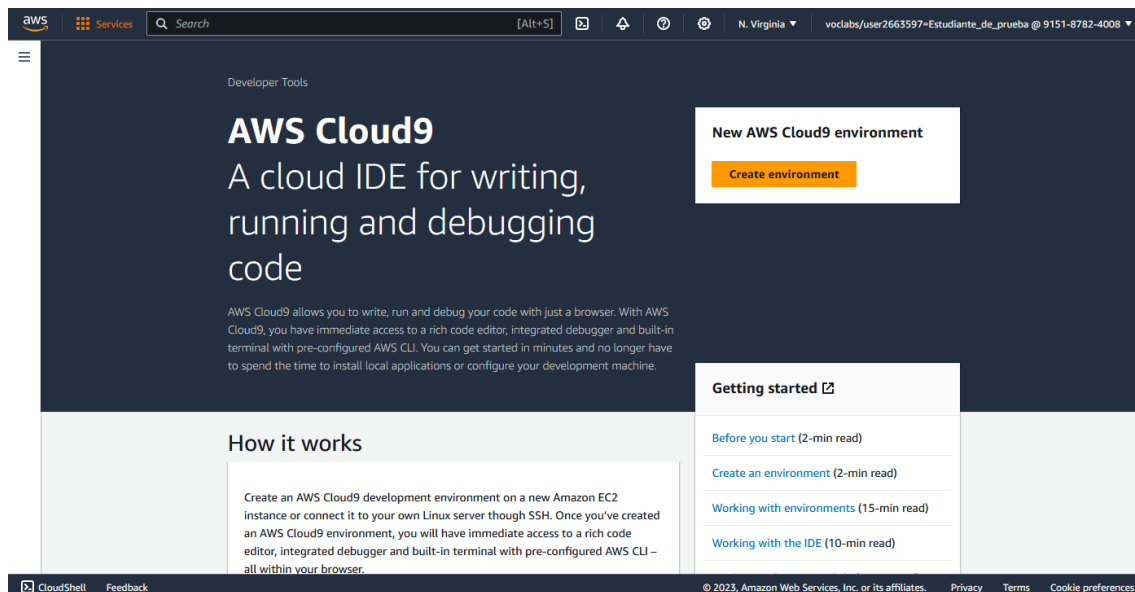 aws
Services
Search
[Alt+S]
N. Virginia ▼
voclabs/user2663597=Estudiante_de_prueba @ 9151-8782-4008 ▼
Developer Tools
AWS Cloud9
A cloud IDE for writing,
running and debugging
code
AWS Cloud9 allows you to write, run and debug your code with just a browser. With AWS
Cloud9, you have immediate access to a rich code editor, integrated debugger and built-in
terminal with pre-configured AWS CLI. You can get started in minutes and no longer have
to spend the time to install local applications or configure your development machine.
New AWS Cloud9 environment
Create environment
Getting started
Before you start (2-min read)
Create an environment (2-min read)
Working with environments (15-min read)
Working with the IDE (10-min read)
How it works
Create an AWS Cloud9 development environment on a new Amazon EC2
instance or connect it to your own Linux server though SSH. Once you've created
an AWS Cloud9 environment, you will have immediate access to a rich code
editor, integrated debugger and built-in terminal with pre-configured AWS CLI –
all within your browser.
CloudShell
Feedback
© 2023, Amazon Web Services, Inc. or its affiliates.
Privacy
Terms
Cookie preferences